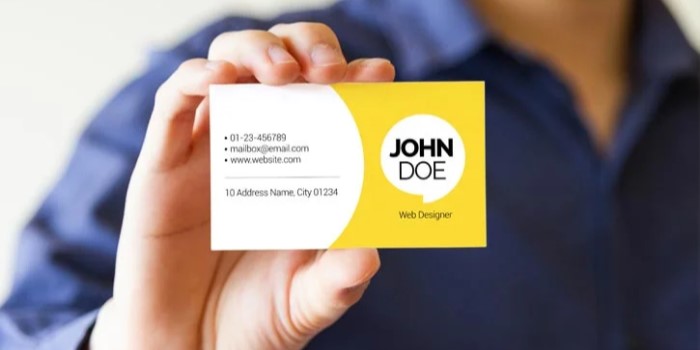 • 01-23-456789
• mailbox@email.com
• www.website.com
10 Address Name, City 01234
JOHN
DOE
Web Designer